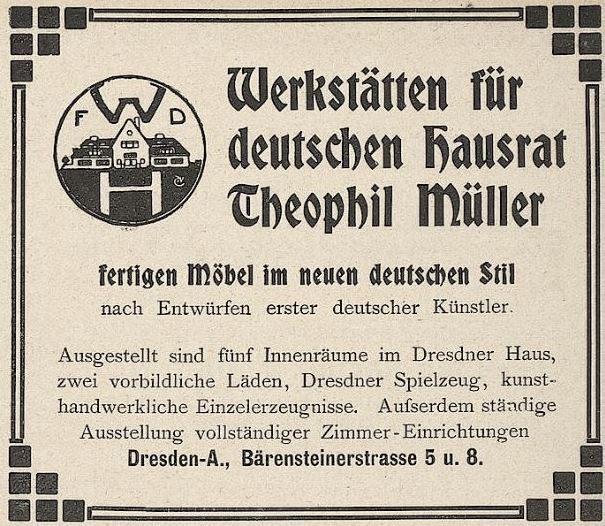 W
F D
H
Werkstätten für
deutschen Hausrat
Theophil Müller
fertigen Möbel im neuen deutschen Stil
nach Entwürfen erster deutscher Künstler.
Ausgestellt sind fünf Innenräume im Dresdner Haus,
zwei vorbildliche Läden, Dresdner Spielzeug, kunst-
handwerkliche Einzelerzeugnisse. Aufserdem ständige
Ausstellung vollständiger Zimmer-Einrichtungen
Dresden-A., Bärensteinerstrasse 5 u. 8.